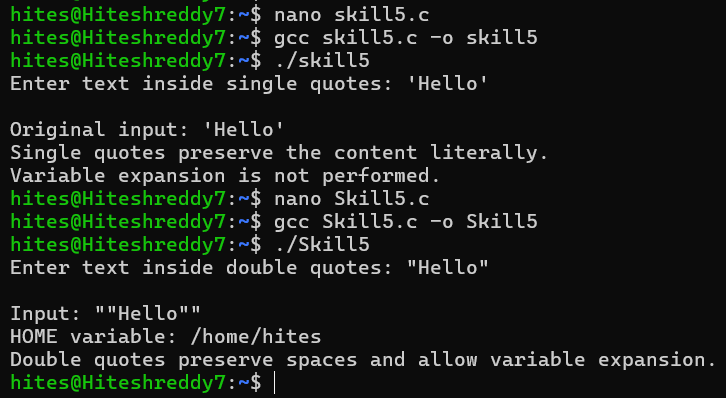 hites@Hiteshreddy7:~$ nano skill5.c
hites@Hiteshreddy7:~$ gcc skill5.c -o skill5
hites@Hiteshreddy7:~$ ./skill5
Enter text inside single quotes: 'Hello'
Original input: 'Hello'
Single quotes preserve the content literally.
Variable expansion is not performed.
hites@Hiteshreddy7:~$ nano Skill5.c
hites@Hiteshreddy7:~$ gcc Skill5.c -o Skill5
hites@Hiteshreddy7:~$ ./Skill5
Enter text inside double quotes: "Hello"
Input: ""Hello""
HOME variable: /home/hites
Double quotes preserve spaces and allow variable expansion.
hites@Hiteshreddy7:~$